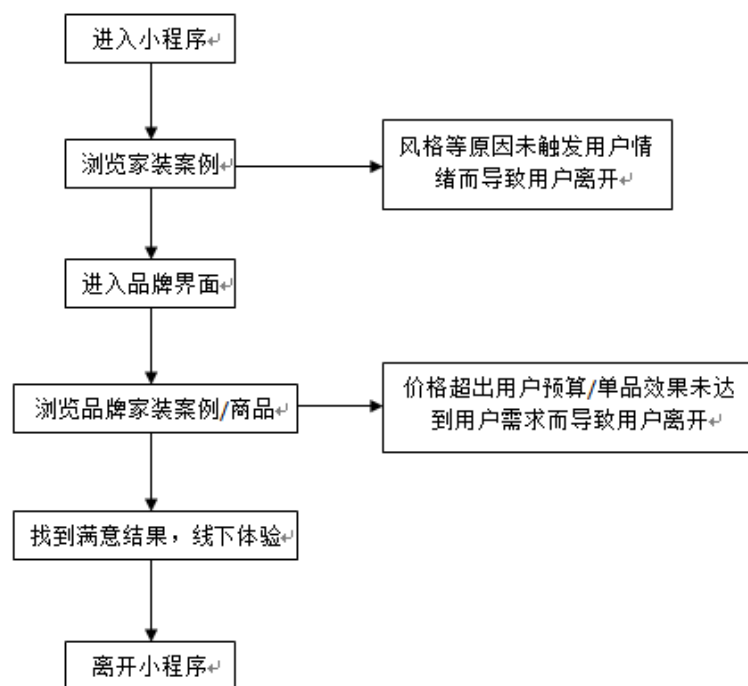 进入小程序
浏览家装案例
风格等原因未触发用户情
绪而导致用户离开
进入品牌界面
浏览品牌家装案例/商品
价格超出用户预算/单品效果未达
到用户需求而导致用户离开
找到满意结果，线下体验
离开小程序